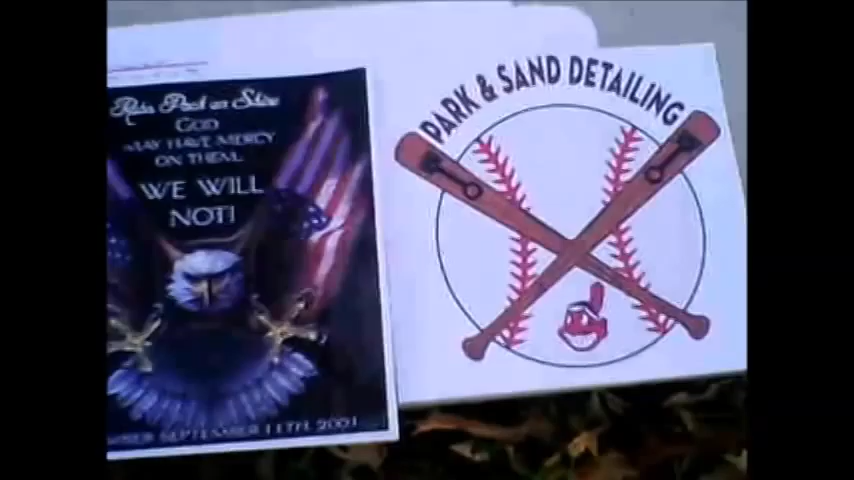 GOD
MAY HAVE MERCY
ON THEM.
WE WILL
NOT!
SEPTEMBER 11TH, 2001
PARK & SAND DETAILING